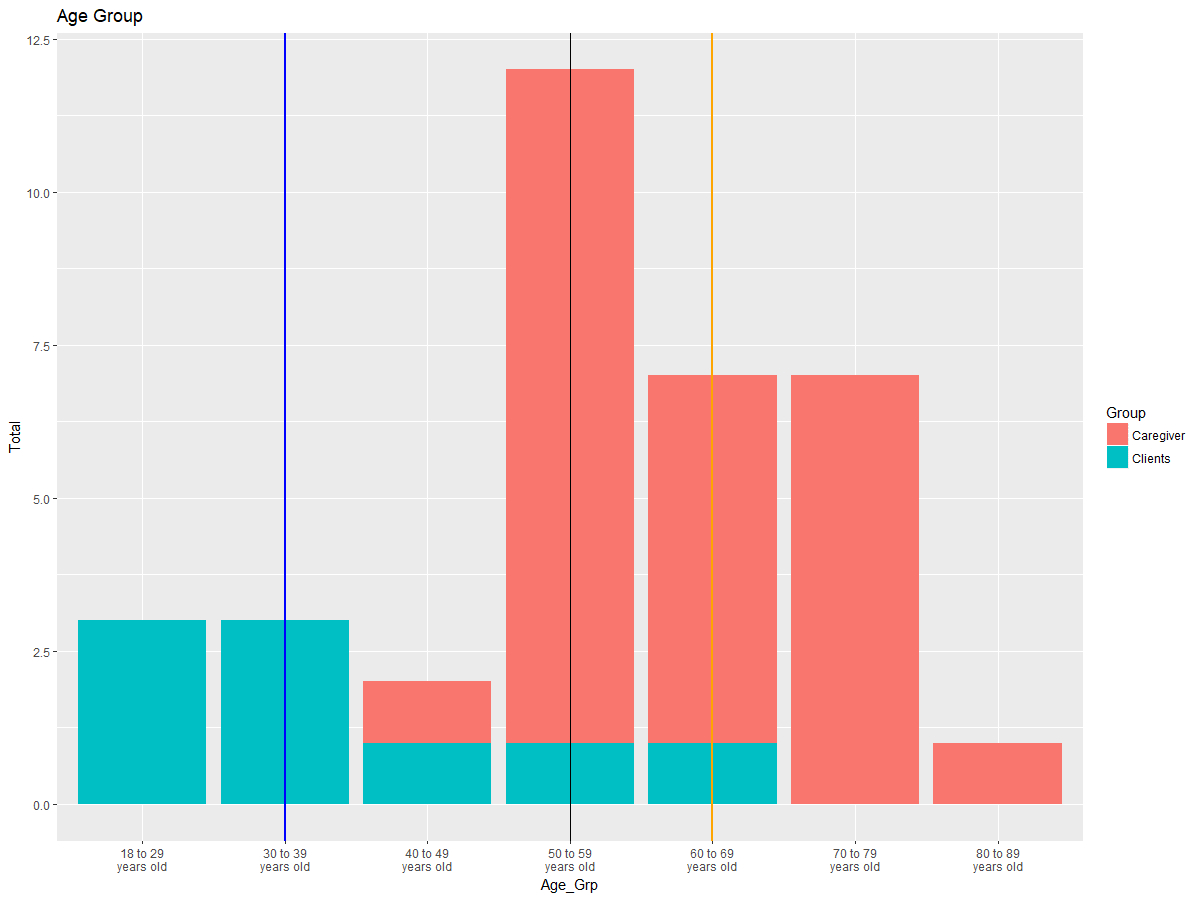 Age Group
12.5
10.0
7.5
5.0
2.5
0.0
Total
18 to 29
years old
30 to 39
years old
40 to 49
years old
50 to 59
years old
60 to 69
years old
70 to 79
years old
80 to 89
years old
Age_Grp
Group
Caregiver
Clients